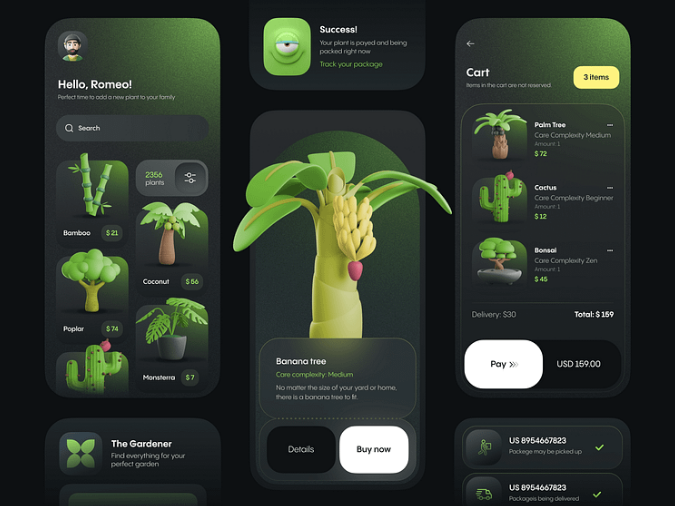 Hello, Romeo!
Perfect time to add a new plant to your family
Search
2356
plants
Bamboo
$ 21
Coconut
$ 56
Poplar
$ 74
Monsterra
$ 7
The Gardener
Find everything for your
perfect garden
Success!
Your plant is payed and being
packed right now
Track your package
Banana tree
Care complexity: Medium
No matter the size of your yard or home,
there is a banana tree to fit.
Details
Buy now
Cart
Items in the cart are not reserved.
3 items
Palm Tree
Care Complexity Medium
Amount: 1
$ 72
Cactus
Care Complexity Beginner
Amount: 1
$ 12
Bonsai
Care Complexity Zen
Amount: 1
$ 45
Delivery: $30
Total: $ 159
Pay
USD 159.00
US 8954667823
Package may be picked up
US 8954667823
Package is being delivered